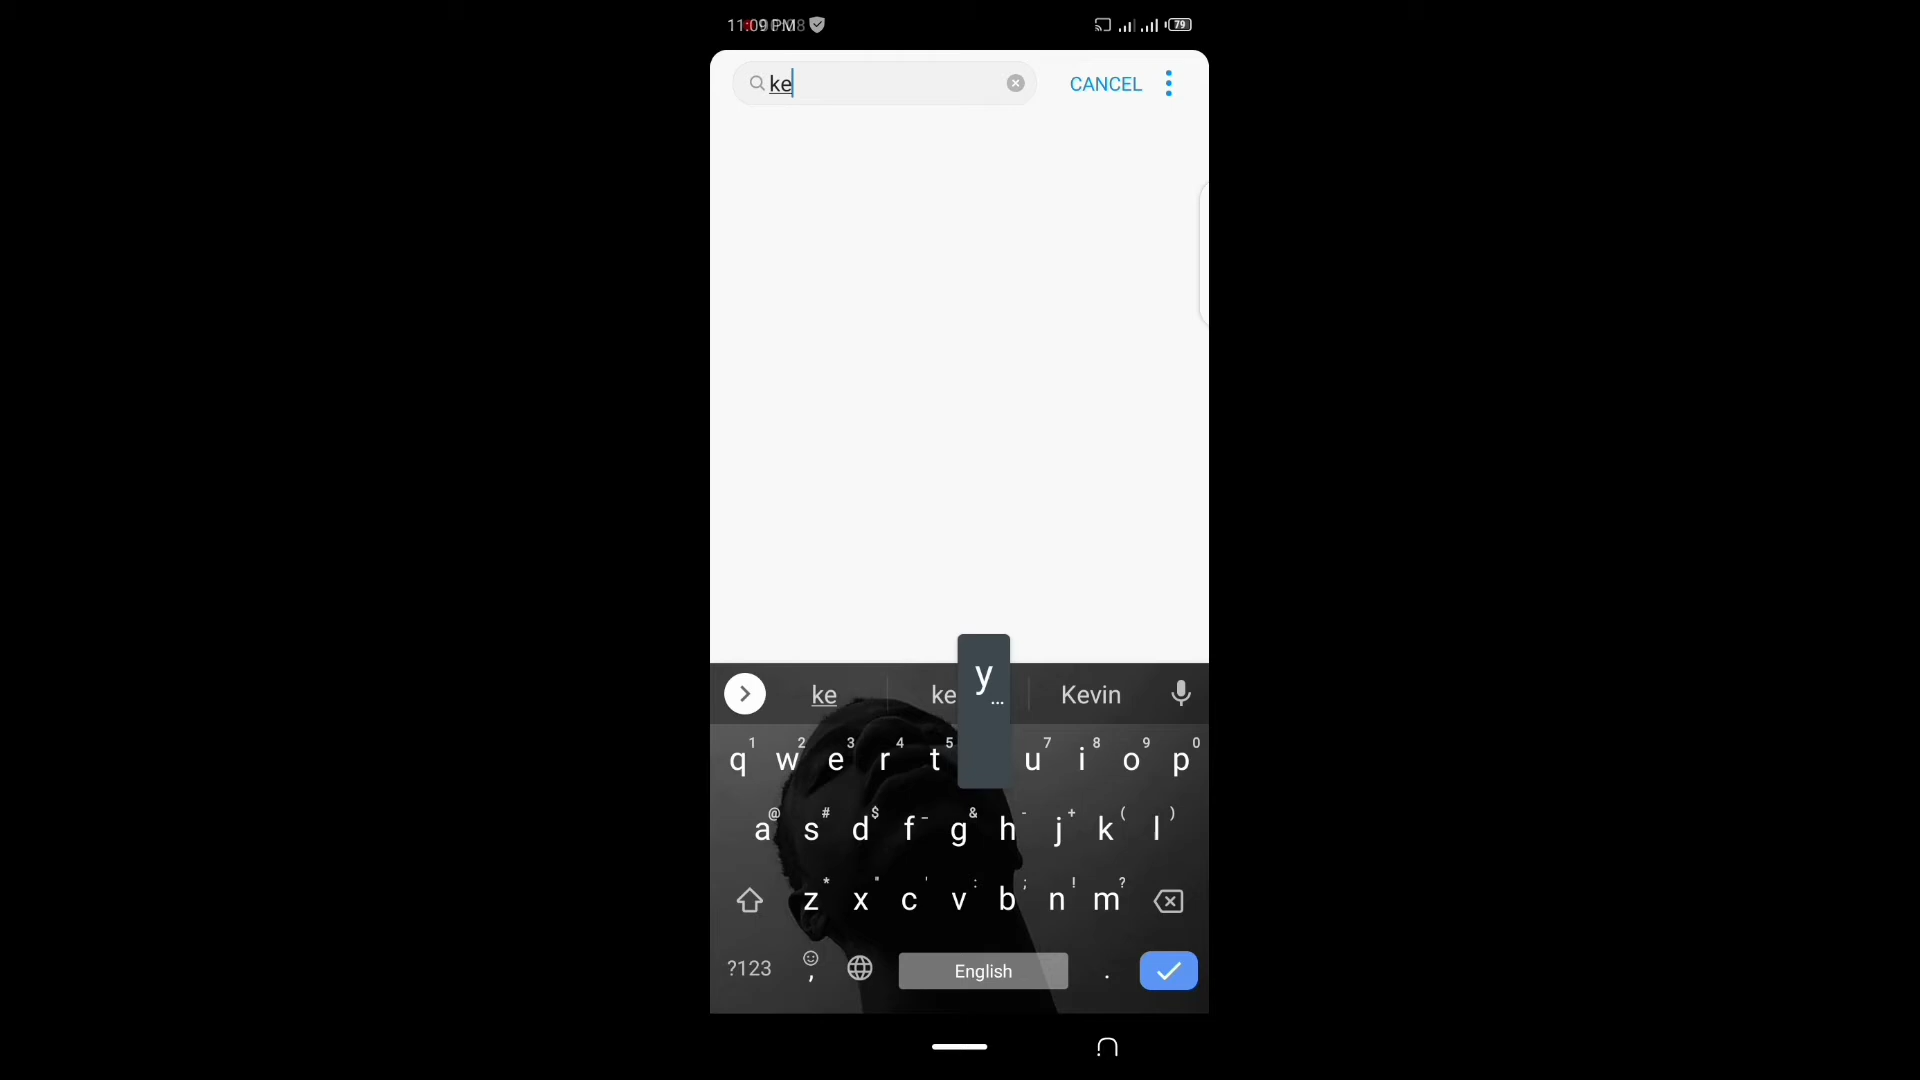 11:09 PM
79
ke
CANCEL
y
...
ke
ke
Kevin
1 2 3 4 5 7 8 9 0
q w e r t u i o p
@ # $ _ & - + ( )
a s d f g h j k l
* " ' : ; ! ?
z x c v b n m
?123 , English .